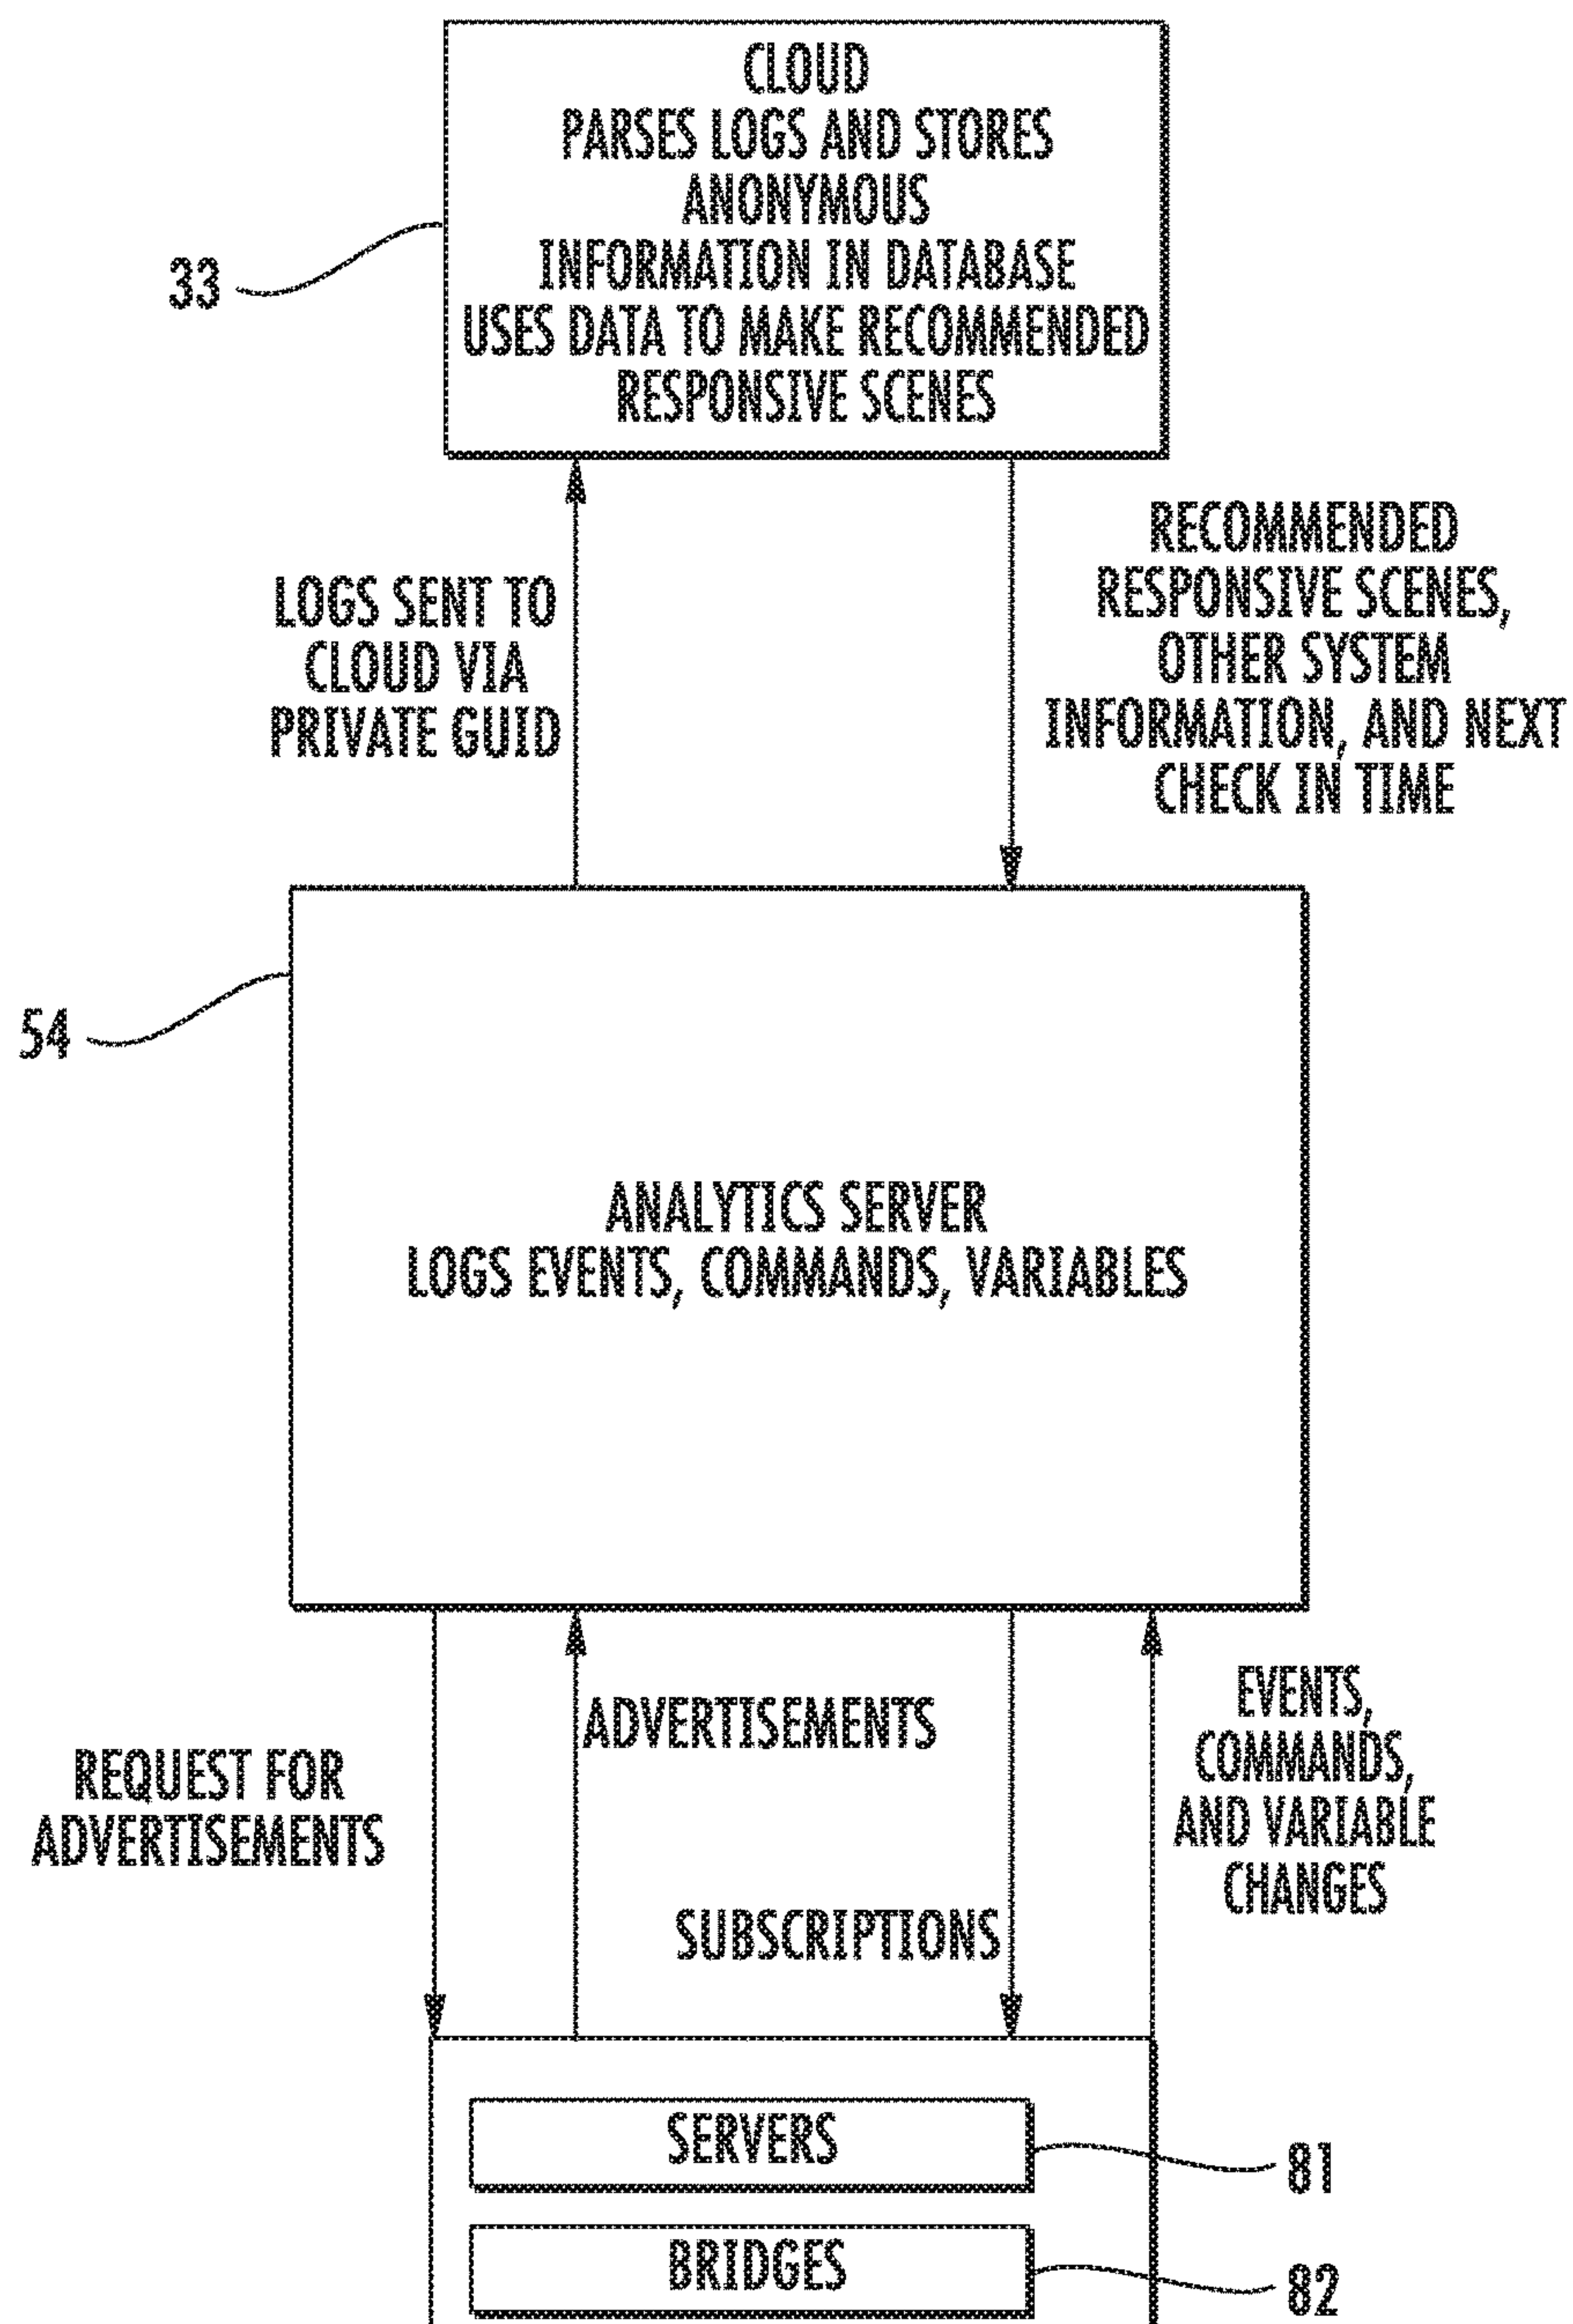 CLOUD
PARSES LOGS AND STORES
ANONYMOUS
INFORMATION IN DATABASE
USES DATA TO MAKE RECOMMENDED
RESPONSIVE SCENES
33
LOGS SENT TO
CLOUD VIA
PRIVATE GUID
RECOMMENDED
RESPONSIVE SCENES,
OTHER SYSTEM
INFORMATION, AND NEXT
CHECK IN TIME
54
ANALYTICS SERVER
LOGS EVENTS, COMMANDS, VARIABLES
REQUEST FOR
ADVERTISEMENTS
ADVERTISEMENTS
SUBSCRIPTIONS
EVENTS,
COMMANDS,
AND VARIABLE
CHANGES
SERVERS
81
BRIDGES
82